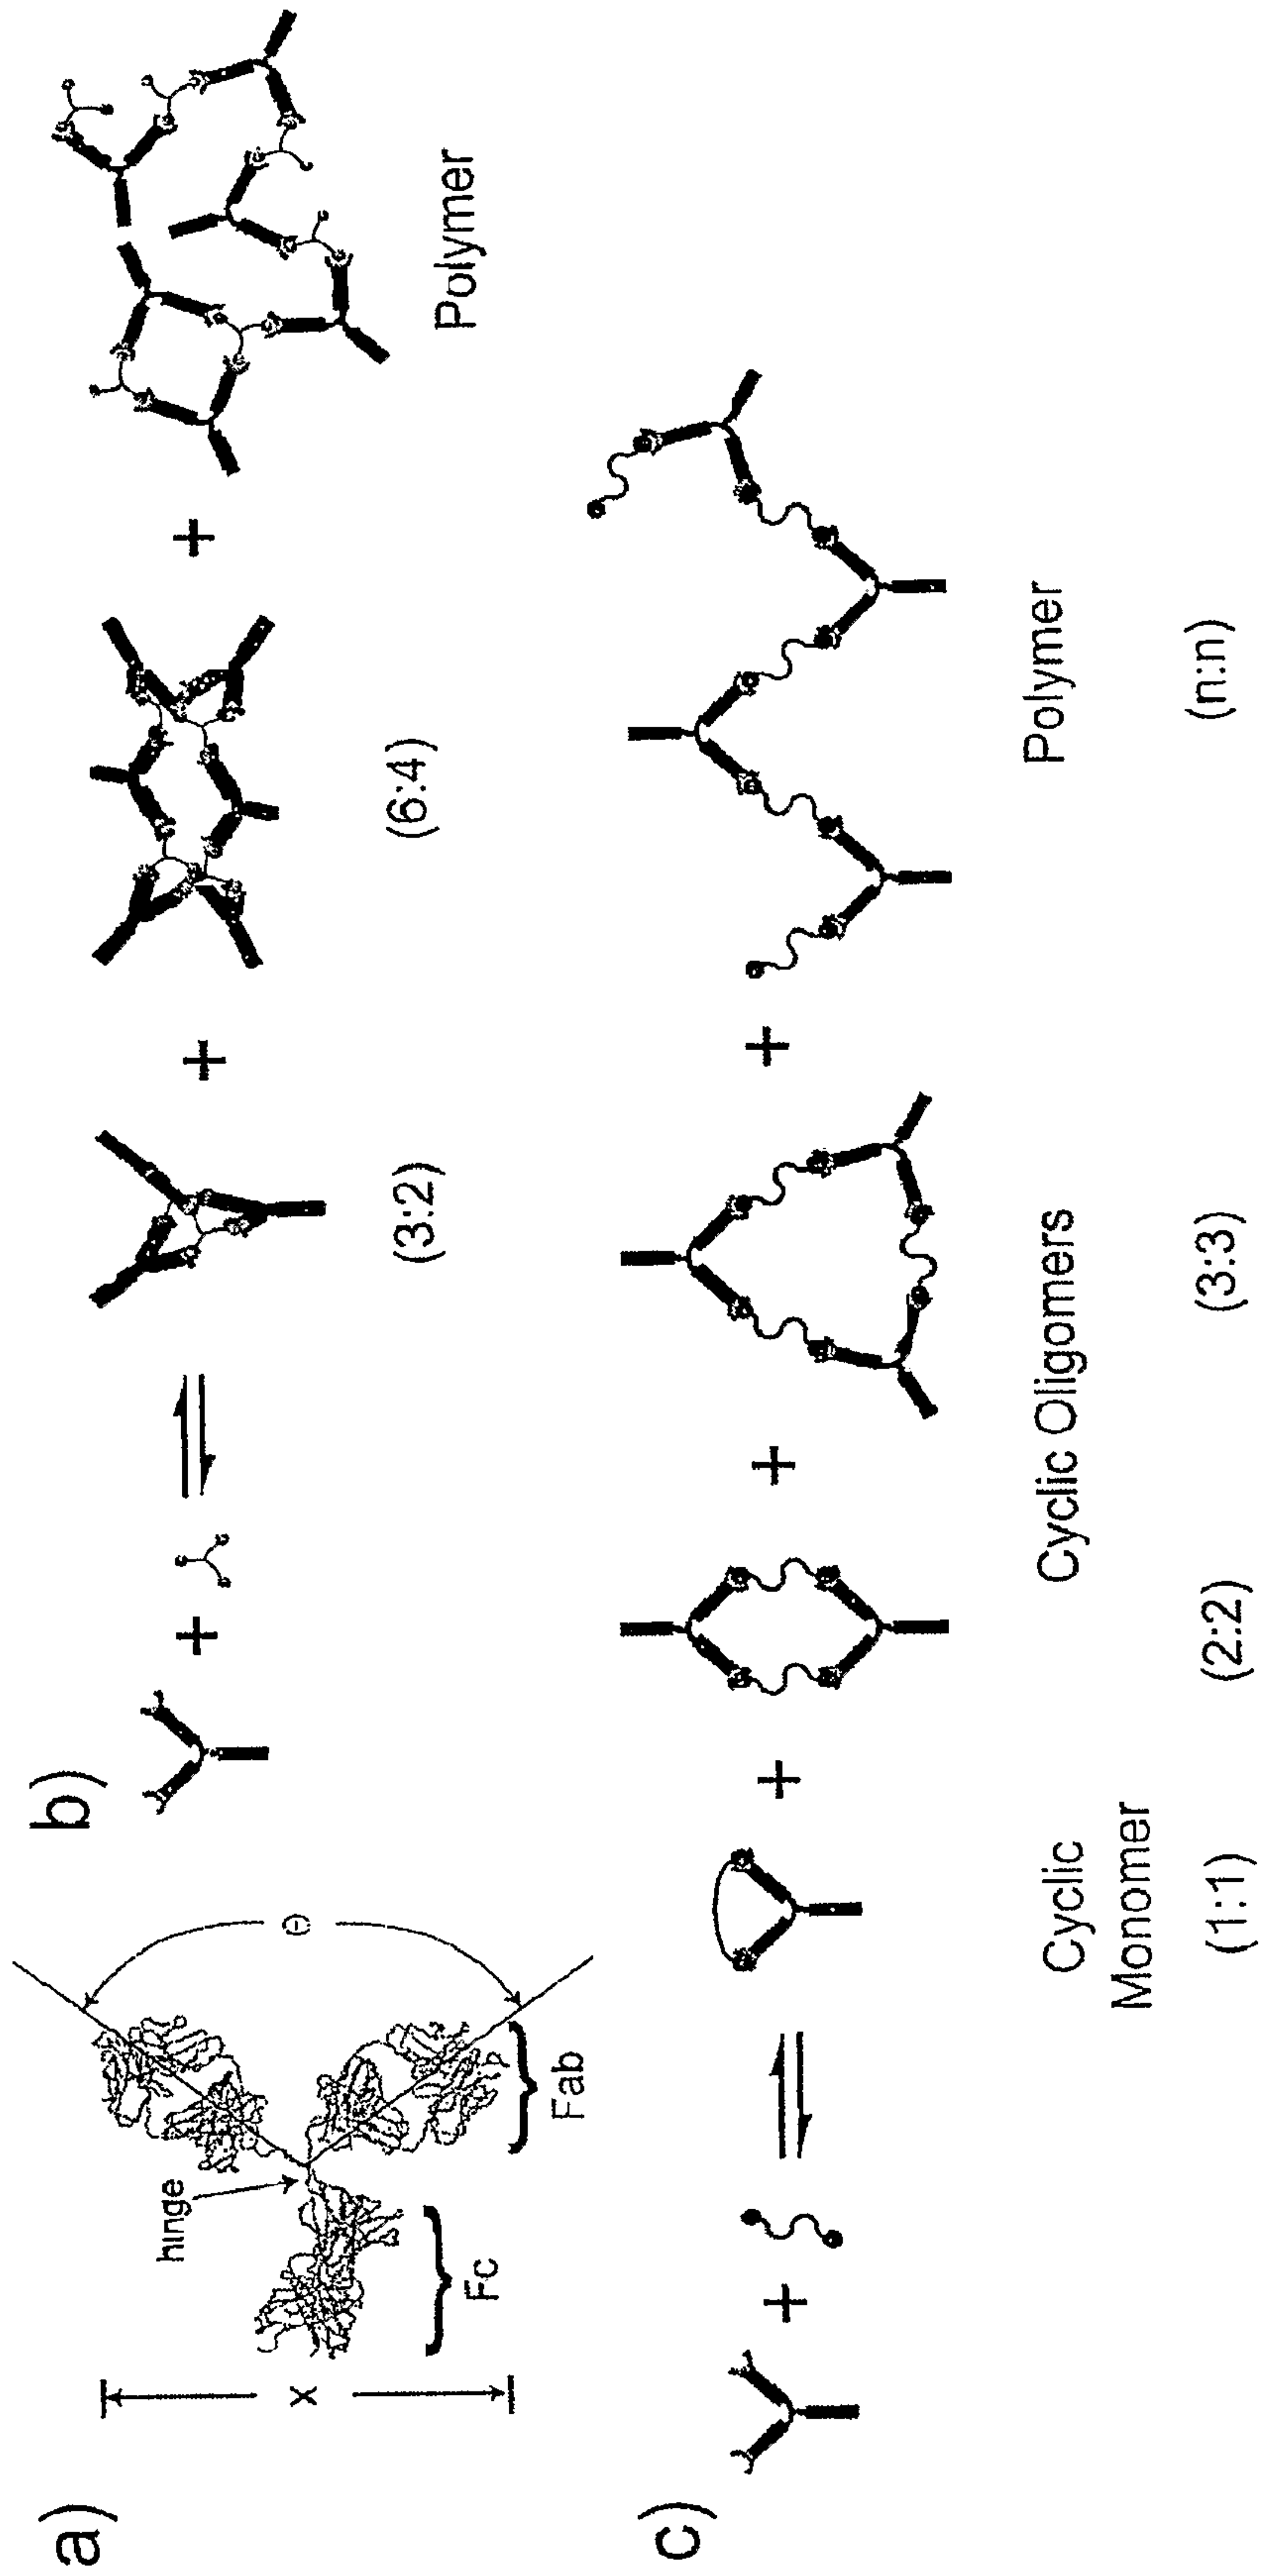 a)
X
Fc
hinge
Fab
Θ
b)
+
(3:2)
+
(6:4)
+
Polymer
c)
+
Cyclic
Monomer
(1:1)
+
(2:2)
+
Cyclic Oligomers
(3:3)
+
Polymer
(n:n)